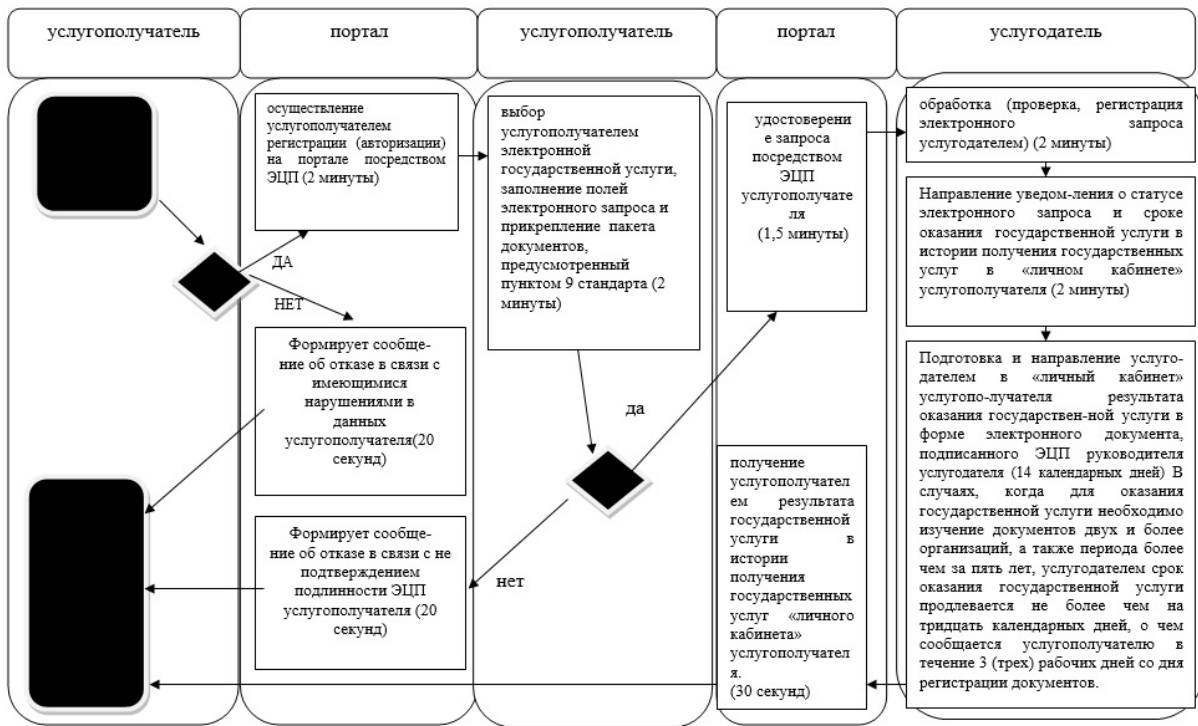 услугополучатель
портал
услугополучатель
портал
услугодатель
осуществление
услугополучателем
регистрации (авторизации)
на портале посредством
ЭЦП (2 минуты)
ДА
НЕТ
Формирует сообще-
ние об отказе в связи с
имеющимися
нарушениями в
данных
услугополучателя(20
секунд)
Формирует сообще-
ние об отказе в связи с не
подтверждением
подлинности ЭЦП
услугополучателя (20
секунд)
выбор
услугополучателем
электронной
государственной услуги,
заполнение полей
электронного запроса и
прикрепление пакета
документов,
предусмотренный
пунктом 9 стандарта (2
минуты)
да
нет
удостоверени
е запроса
посредством
ЭЦП
услугополучате
ля
(1,5 минуты)
получение
услугополучател
ем результата
государственной
услуги в
истории
получения
государственных
услуг «личного
кабинета»
услугополучател
я.
(30 секунд)
обработка (проверка, регистрация
электронного запроса
услугодателем) (2 минуты)
Направление уведом-ления о статусе
электронного запроса и сроке
оказания государственной услуги в
истории получения государственных
услуг в «личном кабинете»
услугополучателя (2 минуты)
Подготовка и направление услуго-
дателем в «личный кабинет»
услугопо-лучателя результата
оказания государствен-ной услуги в
форме электронного документа,
подписанного ЭЦП руководителя
услугодателя (14 календарных дней) В
случаях, когда для оказания
государственной услуги необходимо
изучение документов двух и более
организаций, а также периода более
чем за пять лет, услугодателем срок
оказания государственной услуги
продлевается не более чем на
тридцать календарных дней, о чем
сообщается услугополучателю в
течение 3 (трех) рабочих дней со дня
регистрации документов.